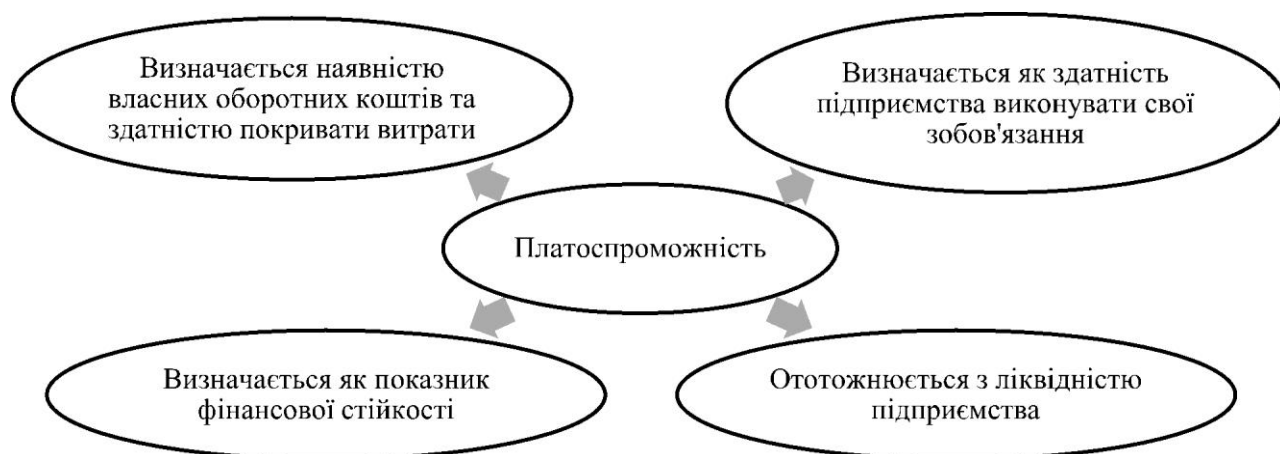 Визначається наявністю
власних оборотних коштів та
здатністю покривати витрати
Визначається як здатність
підприємства виконувати свої
зобов'язання
Платоспроможність
Визначається як показник
фінансової стійкості
Ототожнюється з ліквідністю
підприємства